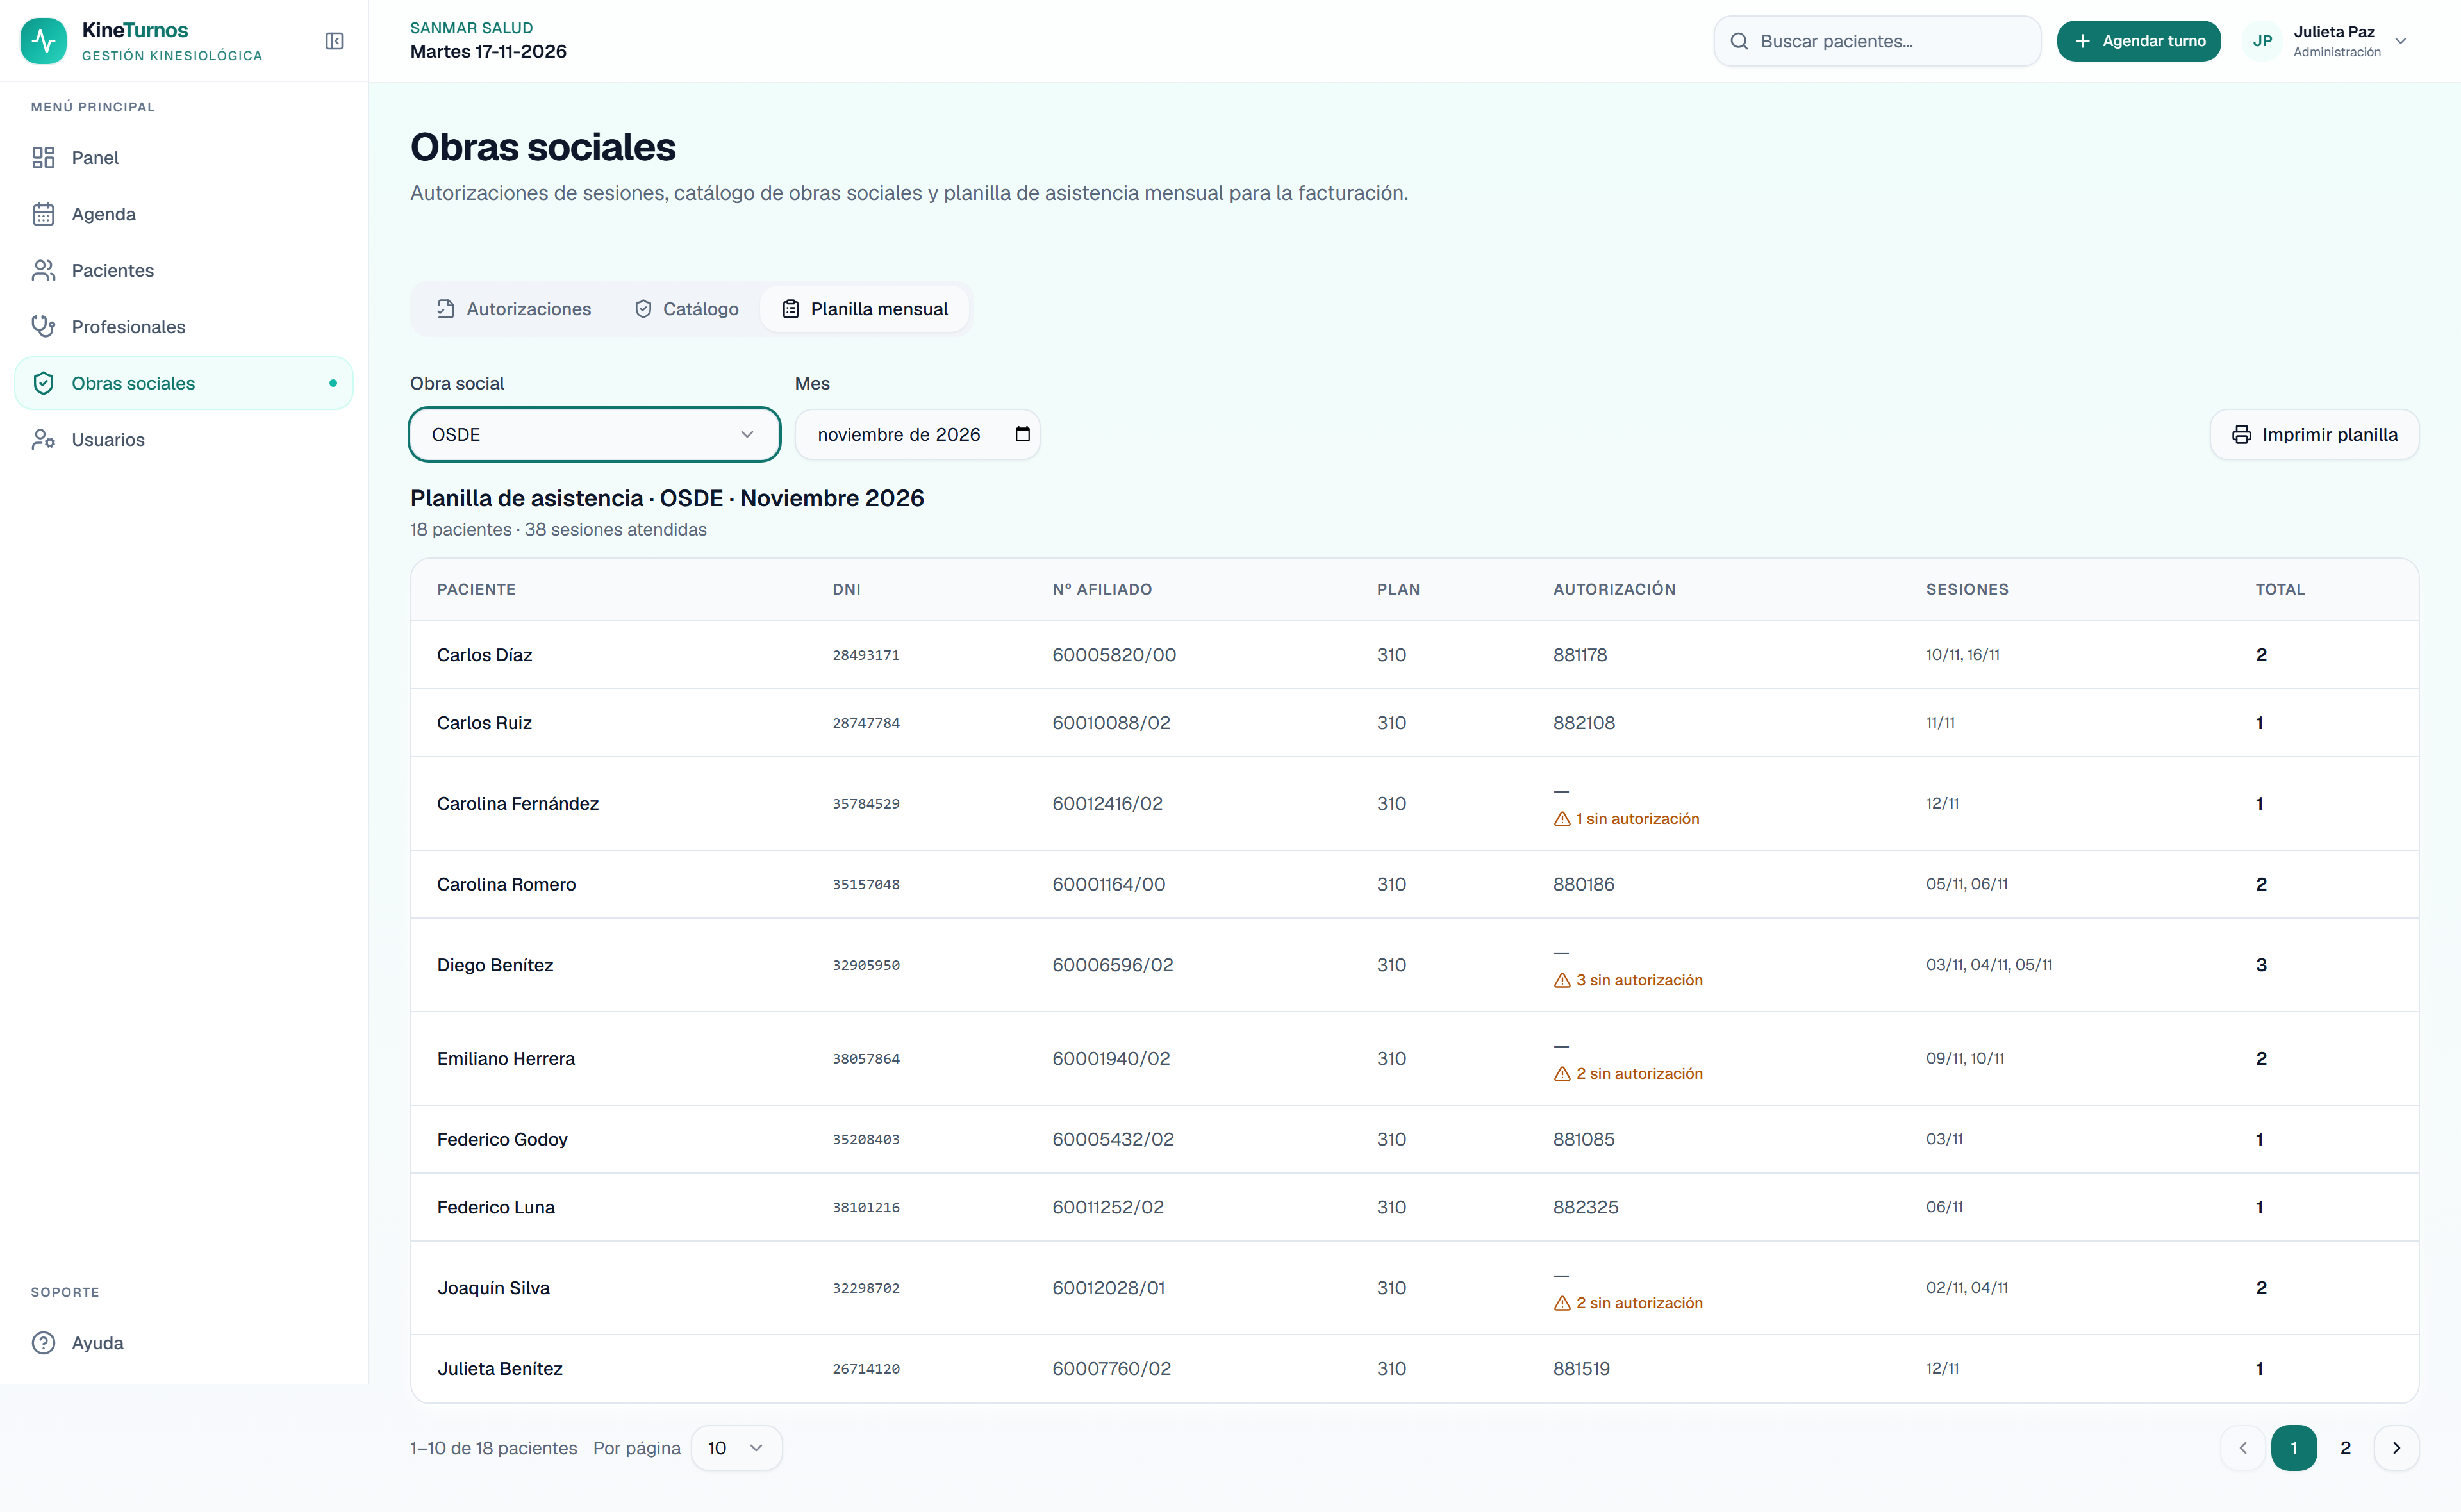 KineTurnos
GESTIÓN KINESIOLÓGICA
MENÚ PRINCIPAL
Panel
Agenda
Pacientes
Profesionales
Obras sociales
Usuarios
SOPORTE
Ayuda
SANMAR SALUD
Martes 17-11-2026
Buscar pacientes...
Agendar turno
JP
Julieta Paz
Administración
Obras sociales
Autorizaciones de sesiones, catálogo de obras sociales y planilla de asistencia mensual para la facturación.
Autorizaciones Catálogo Planilla mensual
Obra social Mes
OSDE noviembre de 2026 Imprimir planilla
Planilla de asistencia · OSDE · Noviembre 2026
18 pacientes · 38 sesiones atendidas
PACIENTE DNI Nº AFILIADO PLAN AUTORIZACIÓN SESIONES TOTAL
Carlos Díaz 28493171 60005820/00 310 881178 10/11, 16/11 2
Carlos Ruiz 28747784 60010088/02 310 882108 11/11 1
Carolina Fernández 35784529 60012416/02 310 — 12/11 1
1 sin autorización
Carolina Romero 35157048 60001164/00 310 880186 05/11, 06/11 2
Diego Benítez 32905950 60006596/02 310 — 03/11, 04/11, 05/11 3
3 sin autorización
Emiliano Herrera 38057864 60001940/02 310 — 09/11, 10/11 2
2 sin autorización
Federico Godoy 35208403 60005432/02 310 881085 03/11 1
Federico Luna 38101216 60011252/02 310 882325 06/11 1
Joaquín Silva 32298702 60012028/01 310 — 02/11, 04/11 2
2 sin autorización
Julieta Benítez 26714120 60007760/02 310 881519 12/11 1
1–10 de 18 pacientes Por página 10 1 2